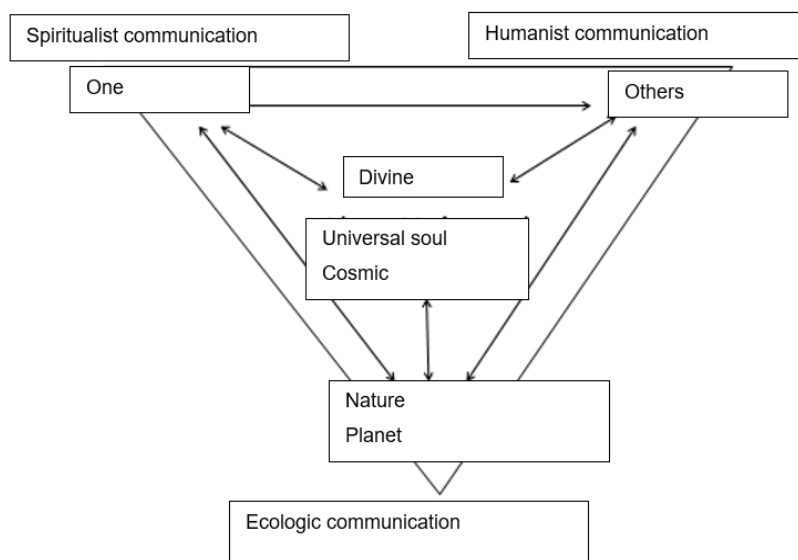 Spiritualist communication
Humanist communication
One
Others
Divine
Universal soul
Cosmic
Nature
Planet
Ecologic communication